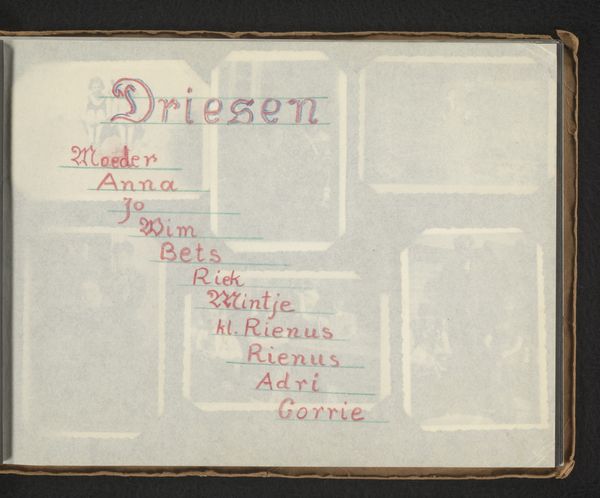 Driesen
Moeder
Anna
Jo
Wim
Bets
Riek
Mintje
kl. Rienus
Rienus
Adri
Corrie